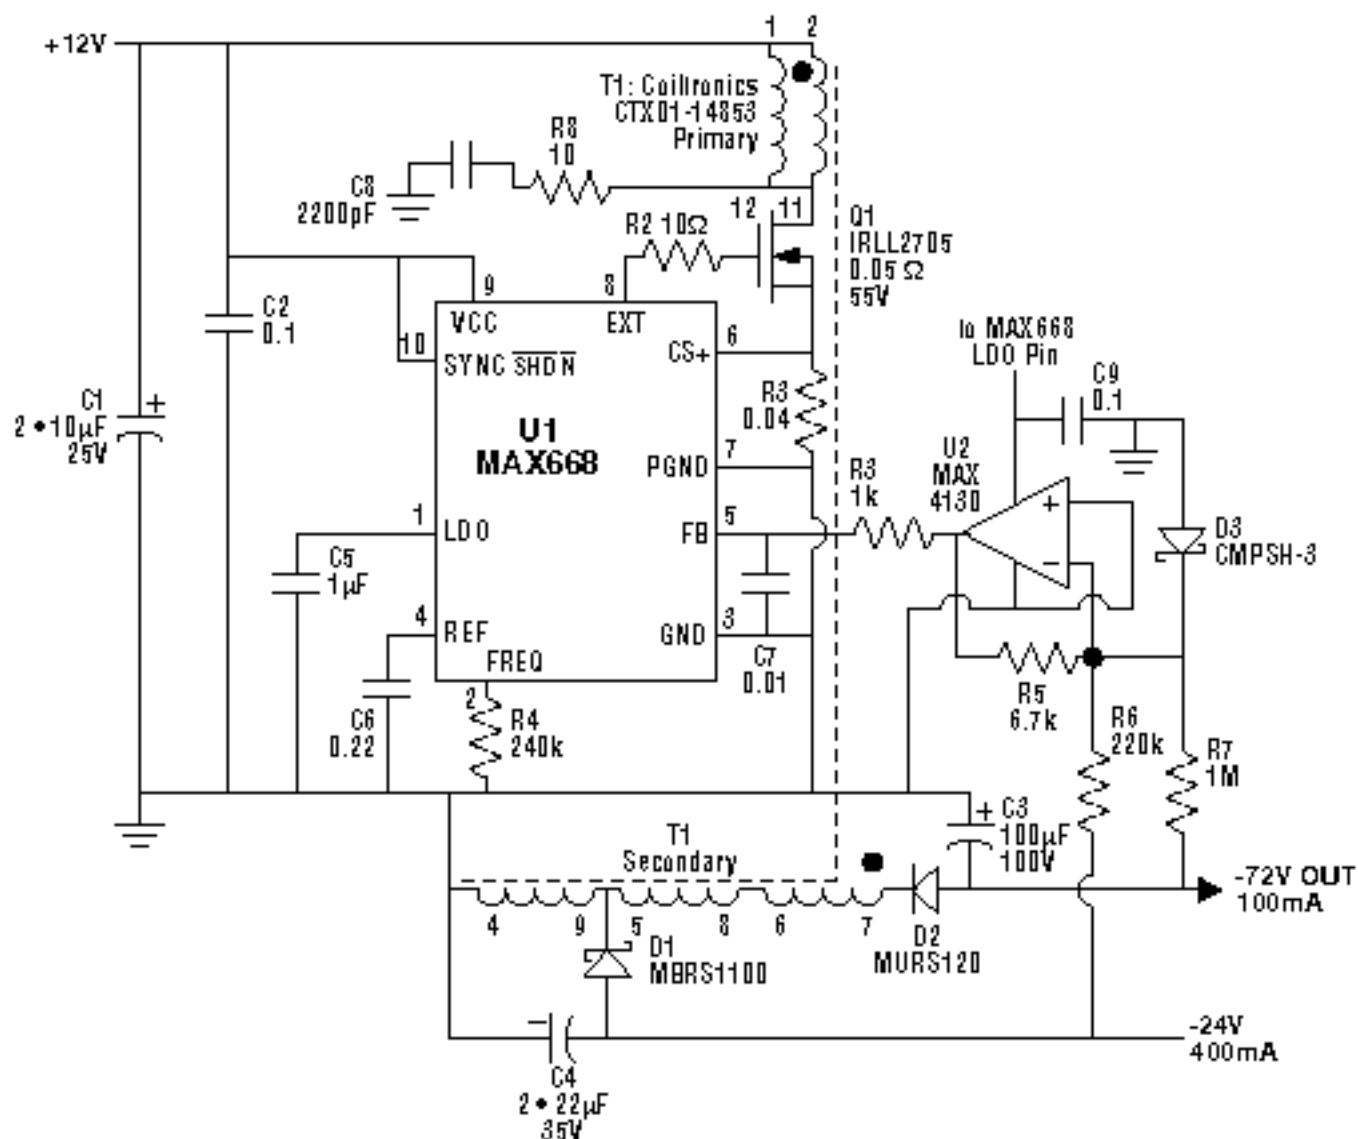 1 2
+12V
T1: Coiltronics
CTX01-14853
Primary
R8
10
C8
2200pF
12 11
R2 10Ω
Q1
IRLL2705
0.05 Ω
55V
9
8
C2
0.1
VCC
EXT
10
SYNC SHDN
CS+
6
to MAX668
LDO Pin
C9
0.1
C1
+
2 • 10µF
25V
R3
0.04
U1
MAX668
PGND
7
U2
MAX
4130
R3
1k
+
1
LDO
FB
5
D3
CMPSH-3
C5
1µF
−
4
REF
GND
3
FREQ
C7
0.01
2
C6
0.22
R4
240k
R5
6.7k
R6
220k
R7
1M
T1
Secondary
+
C3
100µF
100V
-72V OUT
100mA
4 9 5 8 6 7
D1
MBRS1100
D2
MURS120
−
C4
2 • 22µF
35V
-24V
400mA